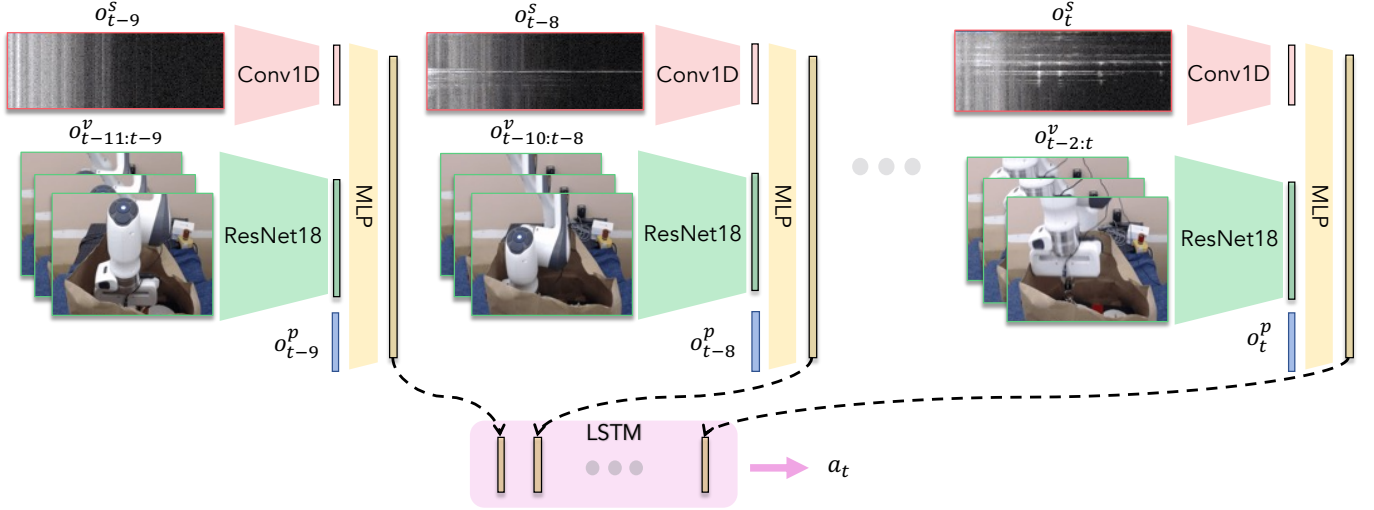 o^s_{t-9}
Conv1D
o^v_{t-11:t-9}
ResNet18
o^p_{t-9}
MLP
o^s_{t-8}
Conv1D
o^v_{t-10:t-8}
ResNet18
o^p_{t-8}
MLP
o^s_t
Conv1D
o^v_{t-2:t}
ResNet18
o^p_t
MLP
LSTM
a_t